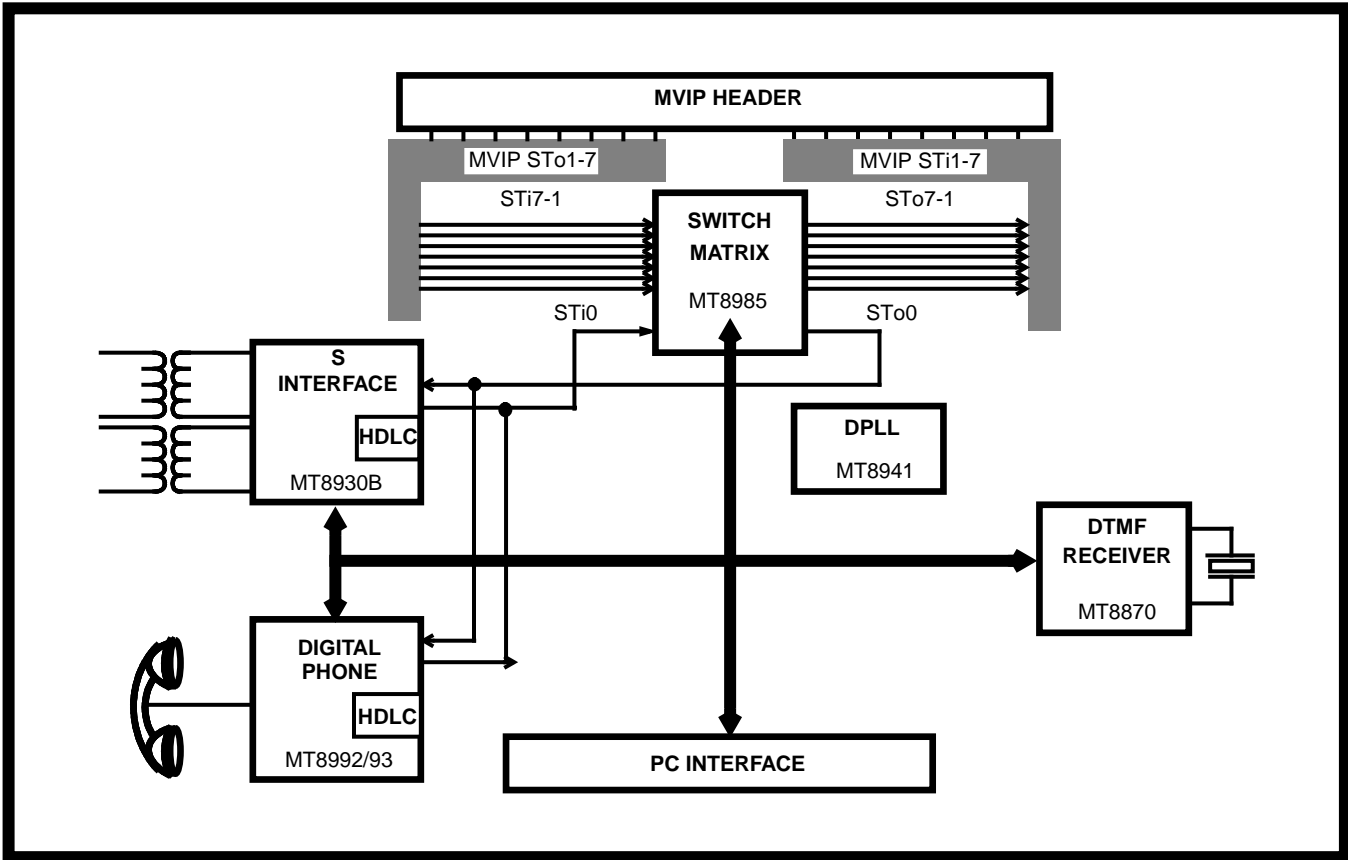 MVIP HEADER
MVIP STo1-7
MVIP STi1-7
STi7-1
STo7-1
SWITCH
MATRIX
MT8985
STi0
STo0
S
INTERFACE
HDLC
MT8930B
DPLL
MT8941
DTMF
RECEIVER
MT8870
DIGITAL
PHONE
HDLC
MT8992/93
PC INTERFACE